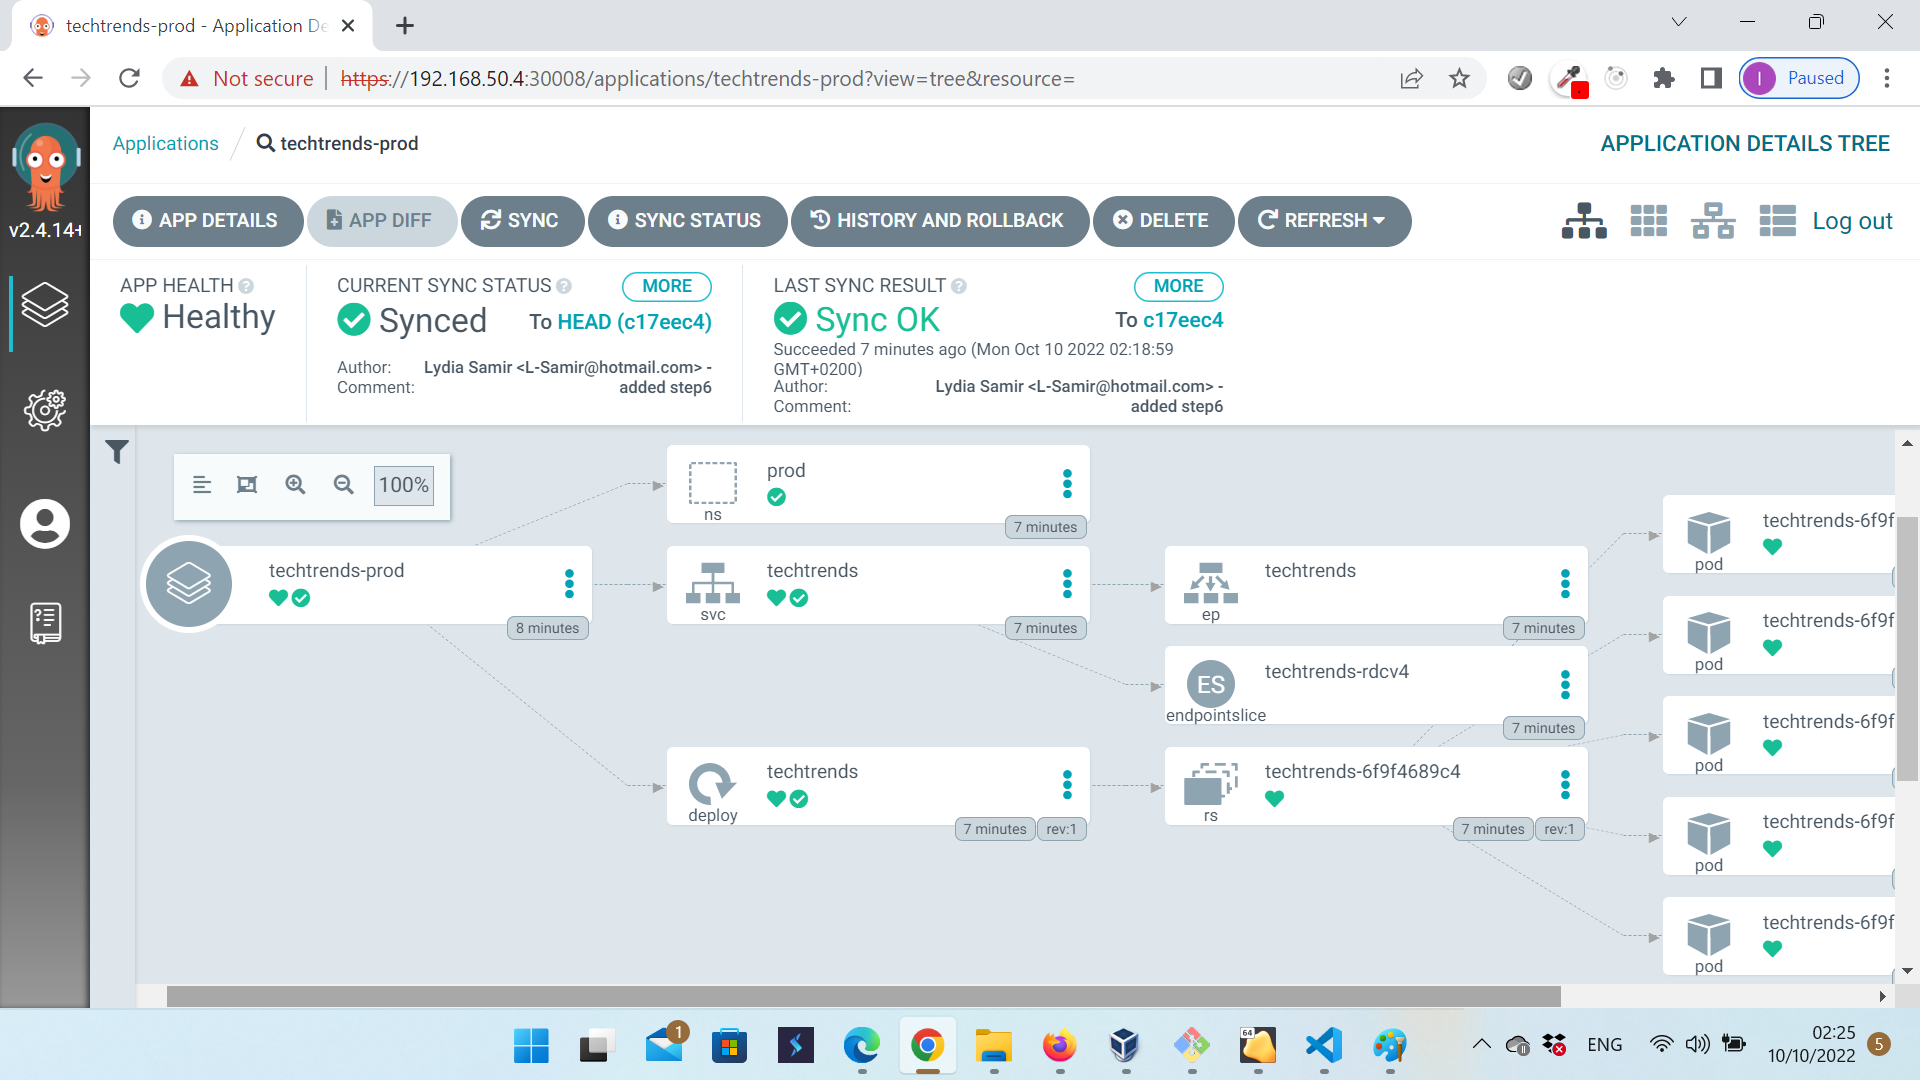 techtrends-prod - Application De
Not secure
https://192.168.50.4:30008/applications/techtrends-prod?view=tree&resource=
I
Paused
v2.4.14+
Applications
techtrends-prod
APPLICATION DETAILS TREE
APP DETAILS
APP DIFF
SYNC
SYNC STATUS
HISTORY AND ROLLBACK
DELETE
REFRESH
Log out
APP HEALTH
Healthy
CURRENT SYNC STATUS
MORE
Synced
To HEAD (c17eec4)
Author: Lydia Samir <L-Samir@hotmail.com> -
Comment: added step6
LAST SYNC RESULT
MORE
Sync OK
To c17eec4
Succeeded 7 minutes ago (Mon Oct 10 2022 02:18:59
GMT+0200)
Author: Lydia Samir <L-Samir@hotmail.com> -
Comment: added step6
100%
techtrends-prod
8 minutes
prod
ns
7 minutes
techtrends
svc
7 minutes
techtrends
deploy
7 minutes
rev:1
techtrends
ep
7 minutes
ES
techtrends-rdcv4
endpointslice
7 minutes
techtrends-6f9f4689c4
rs
7 minutes
rev:1
techtrends-6f9f
pod
techtrends-6f9f
pod
techtrends-6f9f
pod
techtrends-6f9f
pod
techtrends-6f9f
pod
1
64
ENG
02:25
10/10/2022
5